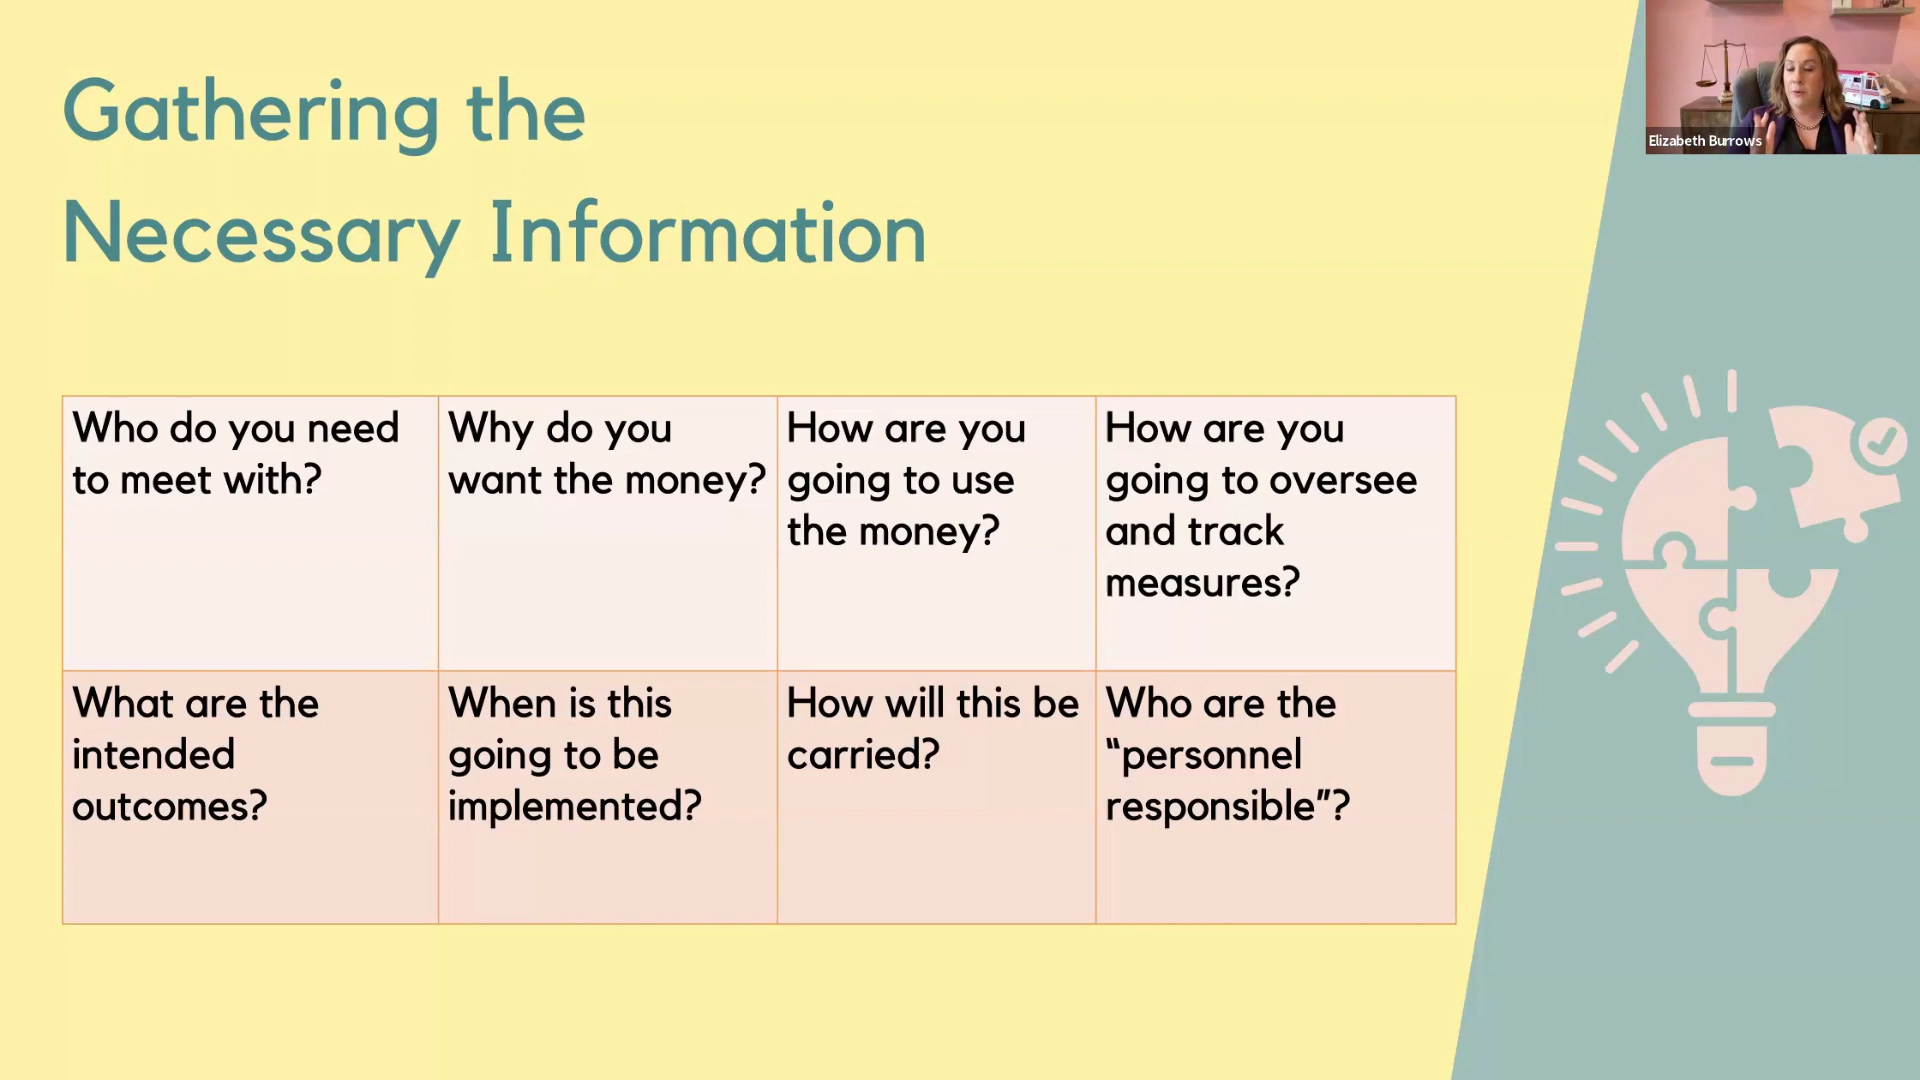 Gathering the
Necessary Information
Elizabeth Burrows
Who do you need
to meet with?
Why do you
want the money?
How are you
going to use
the money?
How are you
going to oversee
and track
measures?
What are the
intended
outcomes?
When is this
going to be
implemented?
How will this be
carried?
Who are the
“personnel
responsible”?